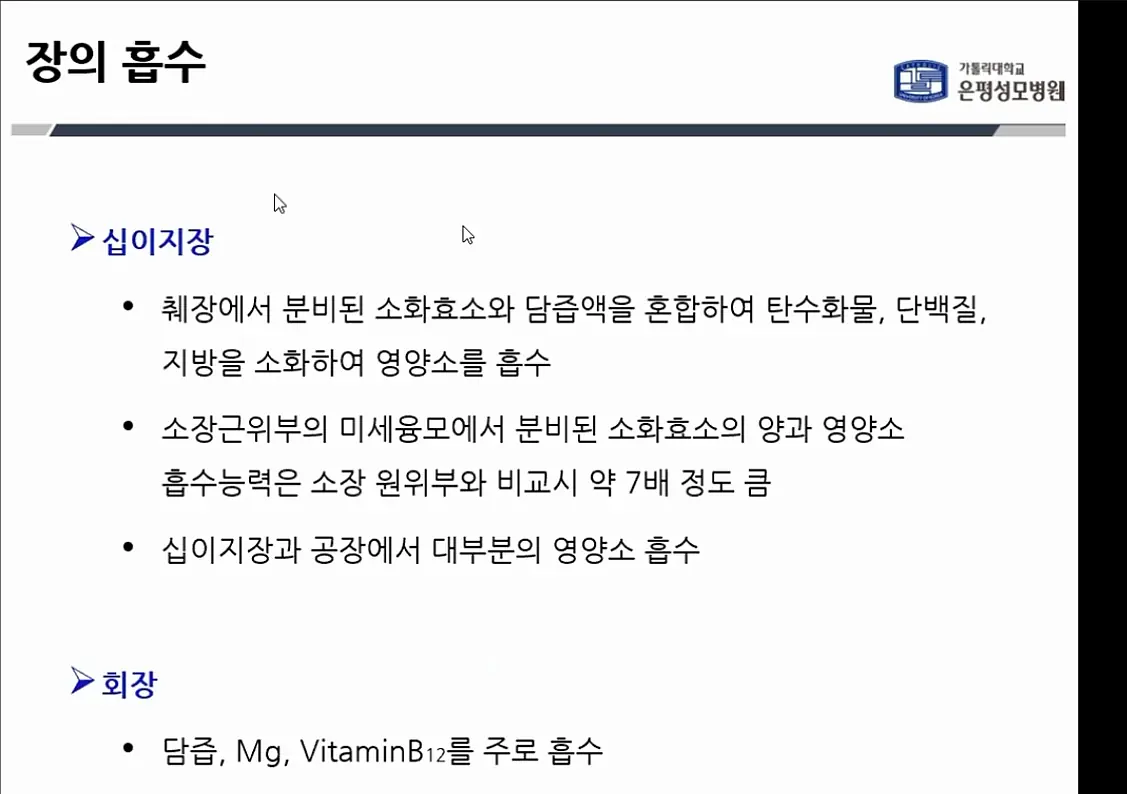 장의 흡수
가톨릭대학교
은평성모병원
➢ 십이지장
• 췌장에서 분비된 소화효소와 담즙액을 혼합하여 탄수화물, 단백질,
지방을 소화하여 영양소를 흡수
• 소장근위부의 미세융모에서 분비된 소화효소의 양과 영양소
흡수능력은 소장 원위부와 비교시 약 7배 정도 큼
• 십이지장과 공장에서 대부분의 영양소 흡수
➢ 회장
• 담즙, Mg, VitaminB12를 주로 흡수